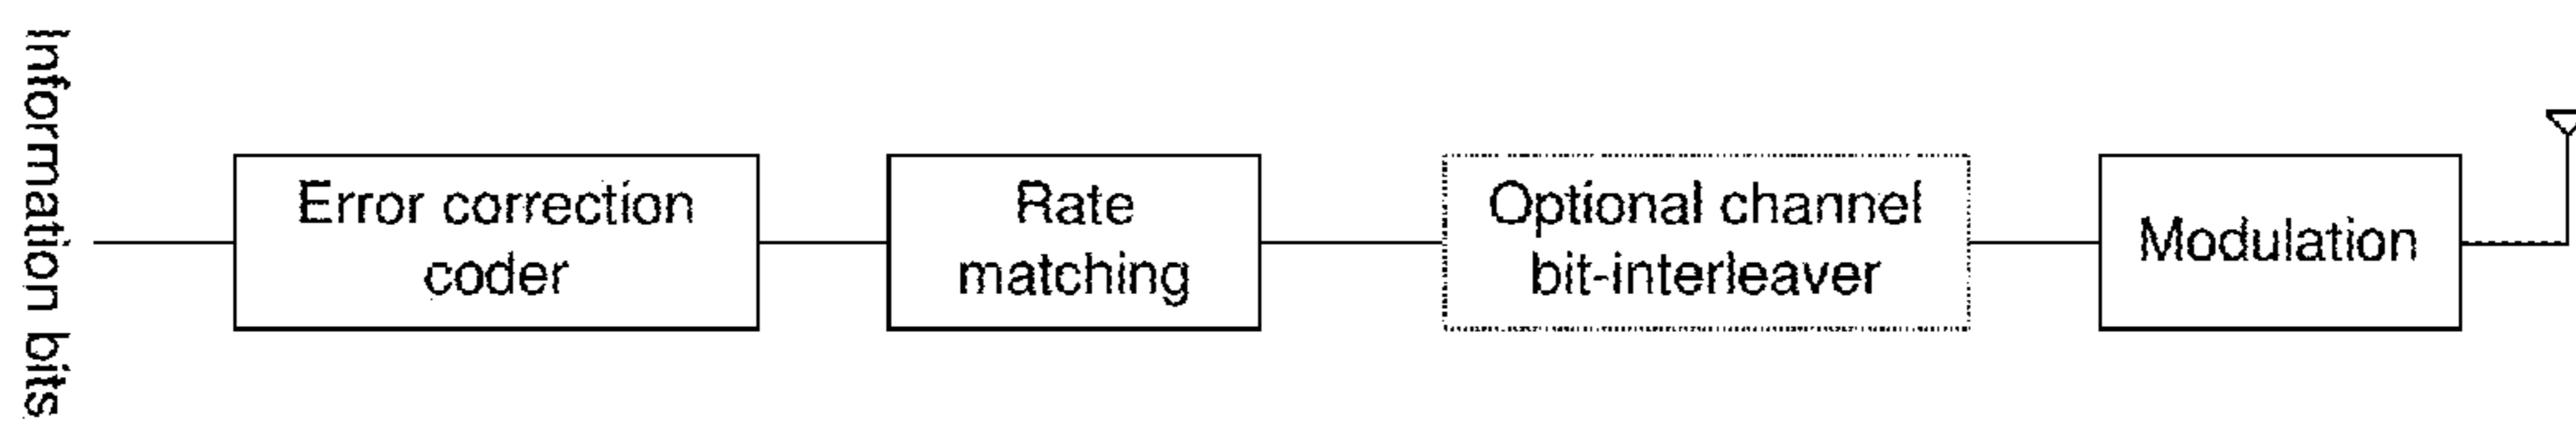 Information bits
Error correction
coder
Rate
matching
Optional channel
bit-interleaver
Modulation